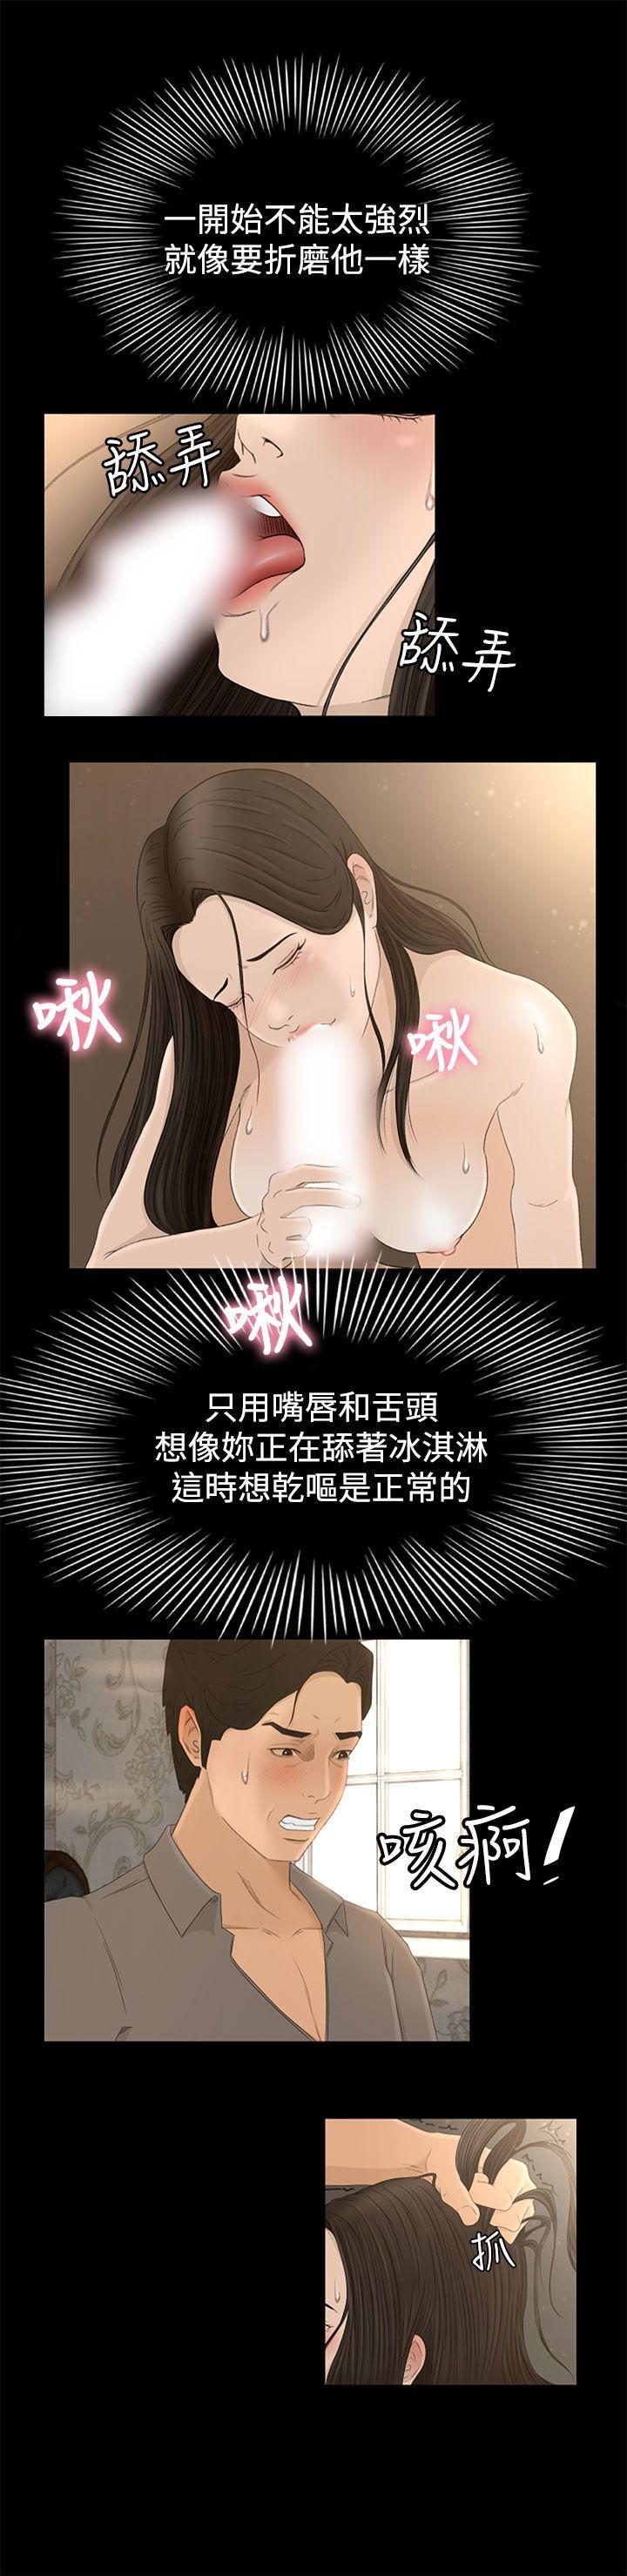 一開始不能太強烈
就像要折磨他一樣
舔弄
舔弄
啾
啾
啾
只用嘴唇和舌頭
想像妳正在舔著冰淇淋
這時想乾嘔是正常的
咳啊!
抓